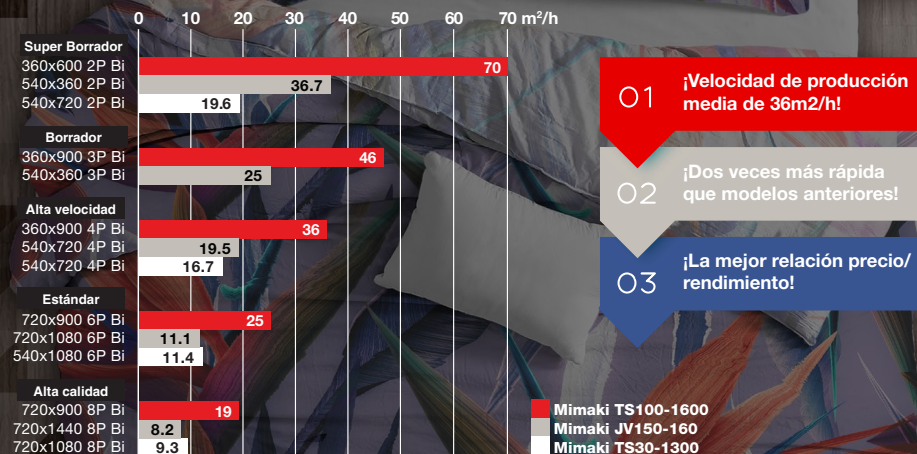 0 10 20 30 40 50 60 70 m²/h
Super Borrador
360x600 2P Bi 70
540x360 2P Bi 36.7
540x720 2P Bi 19.6
Borrador
360x900 3P Bi 46
540x360 3P Bi 25
Alta velocidad
360x900 4P Bi 36
540x720 4P Bi 19.5
540x720 4P Bi 16.7
Estándar
720x900 6P Bi 25
720x1080 6P Bi 11.1
540x1080 6P Bi 11.4
Alta calidad
720x900 8P Bi 19
720x1440 8P Bi 8.2
720x1080 8P Bi 9.3
01 ¡Velocidad de producción
media de 36m2/h!
02 ¡Dos veces más rápida
que modelos anteriores!
03 ¡La mejor relación precio/
rendimiento!
Mimaki TS100-1600
Mimaki JV150-160
Mimaki TS30-1300